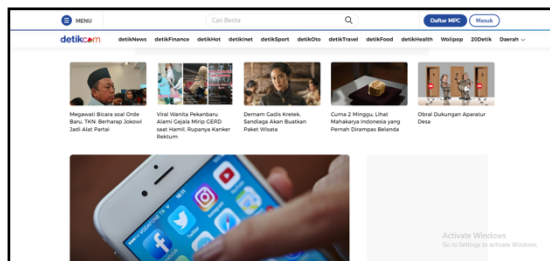 MENU
Cari Berita
Daftar MPC
Masuk
detikcom
detikNews detikFinance detikHot detikInet detikSport detikOto detikTravel detikFood detikHealth Wolipop 20Detik Daerah
Megawati Bicara soal Orde
Baru, TKN: Berharap Jokowi
Jadi Alat Partai
Viral Wanita Pekanbaru
Alami Gejala Mirip GERD
saat Hamil, Rupanya Kanker
Rektum
Demam Gadis Kretek,
Sandiaga Akan Buatkan
Paket Wisata
Cuma 2 Minggu, Lihat
Mahakarya Indonesia yang
Pernah Dirampas Belanda
Obral Dukungan Aparatur
Desa
VODAFONE TR
Facebook
Activate Windows
Go to Settings to activate Windows.